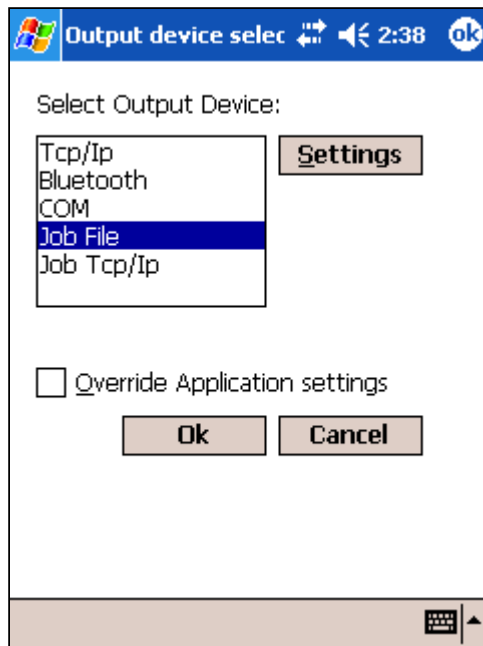 Output device selec 2:38 ok
Select Output Device:
Tcp/Ip
Settings
Bluetooth
COM
Job File
Job Tcp/Ip
Override Application settings
Ok Cancel